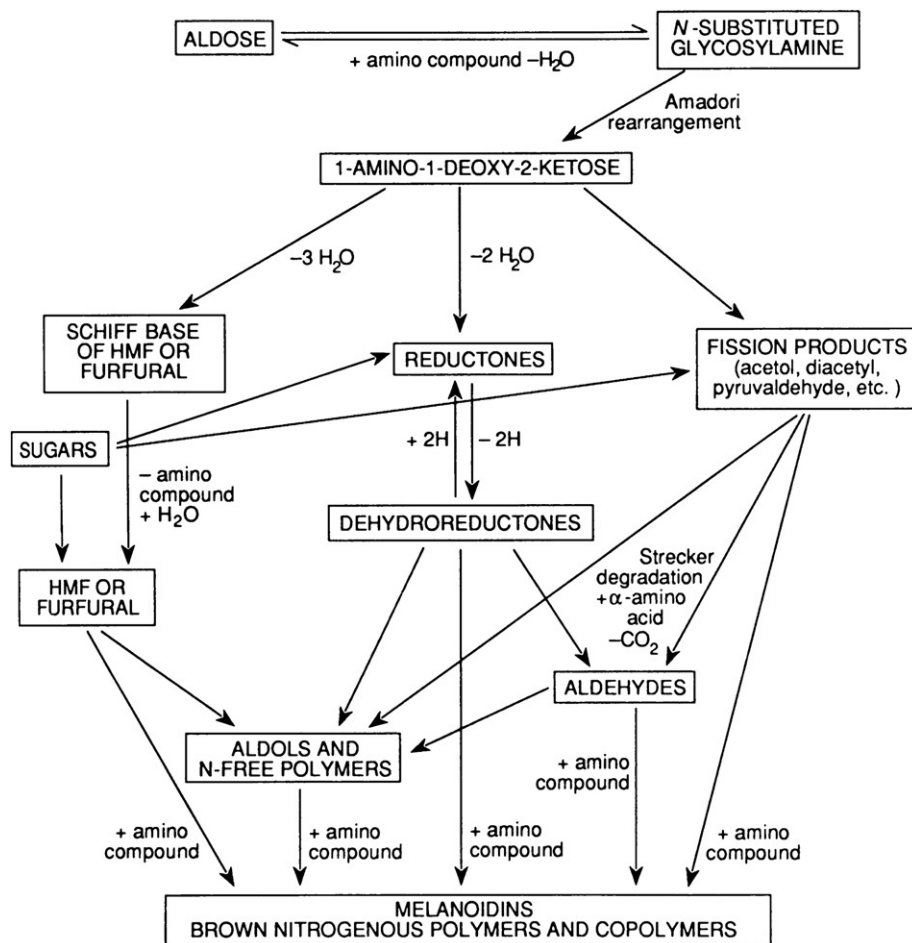 ALDOSE
N-SUBSTITUTED
GLYCOSYLAMINE
+ amino compound –H₂O
Amadori
rearrangement
1-AMINO-1-DEOXY-2-KETOSE
–3 H₂O
–2 H₂O
SCHIFF BASE
OF HMF OR
FURFURAL
REDUCTONES
FISSION PRODUCTS
(acetol, diacetyl,
pyruvaldehyde, etc. )
SUGARS
+ 2H
– 2H
– amino
compound
+ H₂O
DEHYDROREDUCTONES
HMF OR
FURFURAL
Strecker
degradation
+α-amino
acid
–CO₂
ALDEHYDES
ALDOLS AND
N-FREE POLYMERS
+ amino
compound
+ amino
compound
+ amino
compound
+ amino
compound
+ amino
compound
MELANOIDINS
BROWN NITROGENOUS POLYMERS AND COPOLYMERS